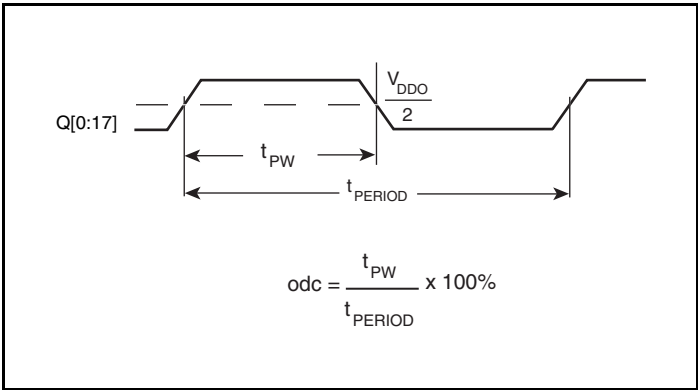 V_DDO
2
Q[0:17]
t_PW
t_PERIOD
odc = t_PW / t_PERIOD x 100%